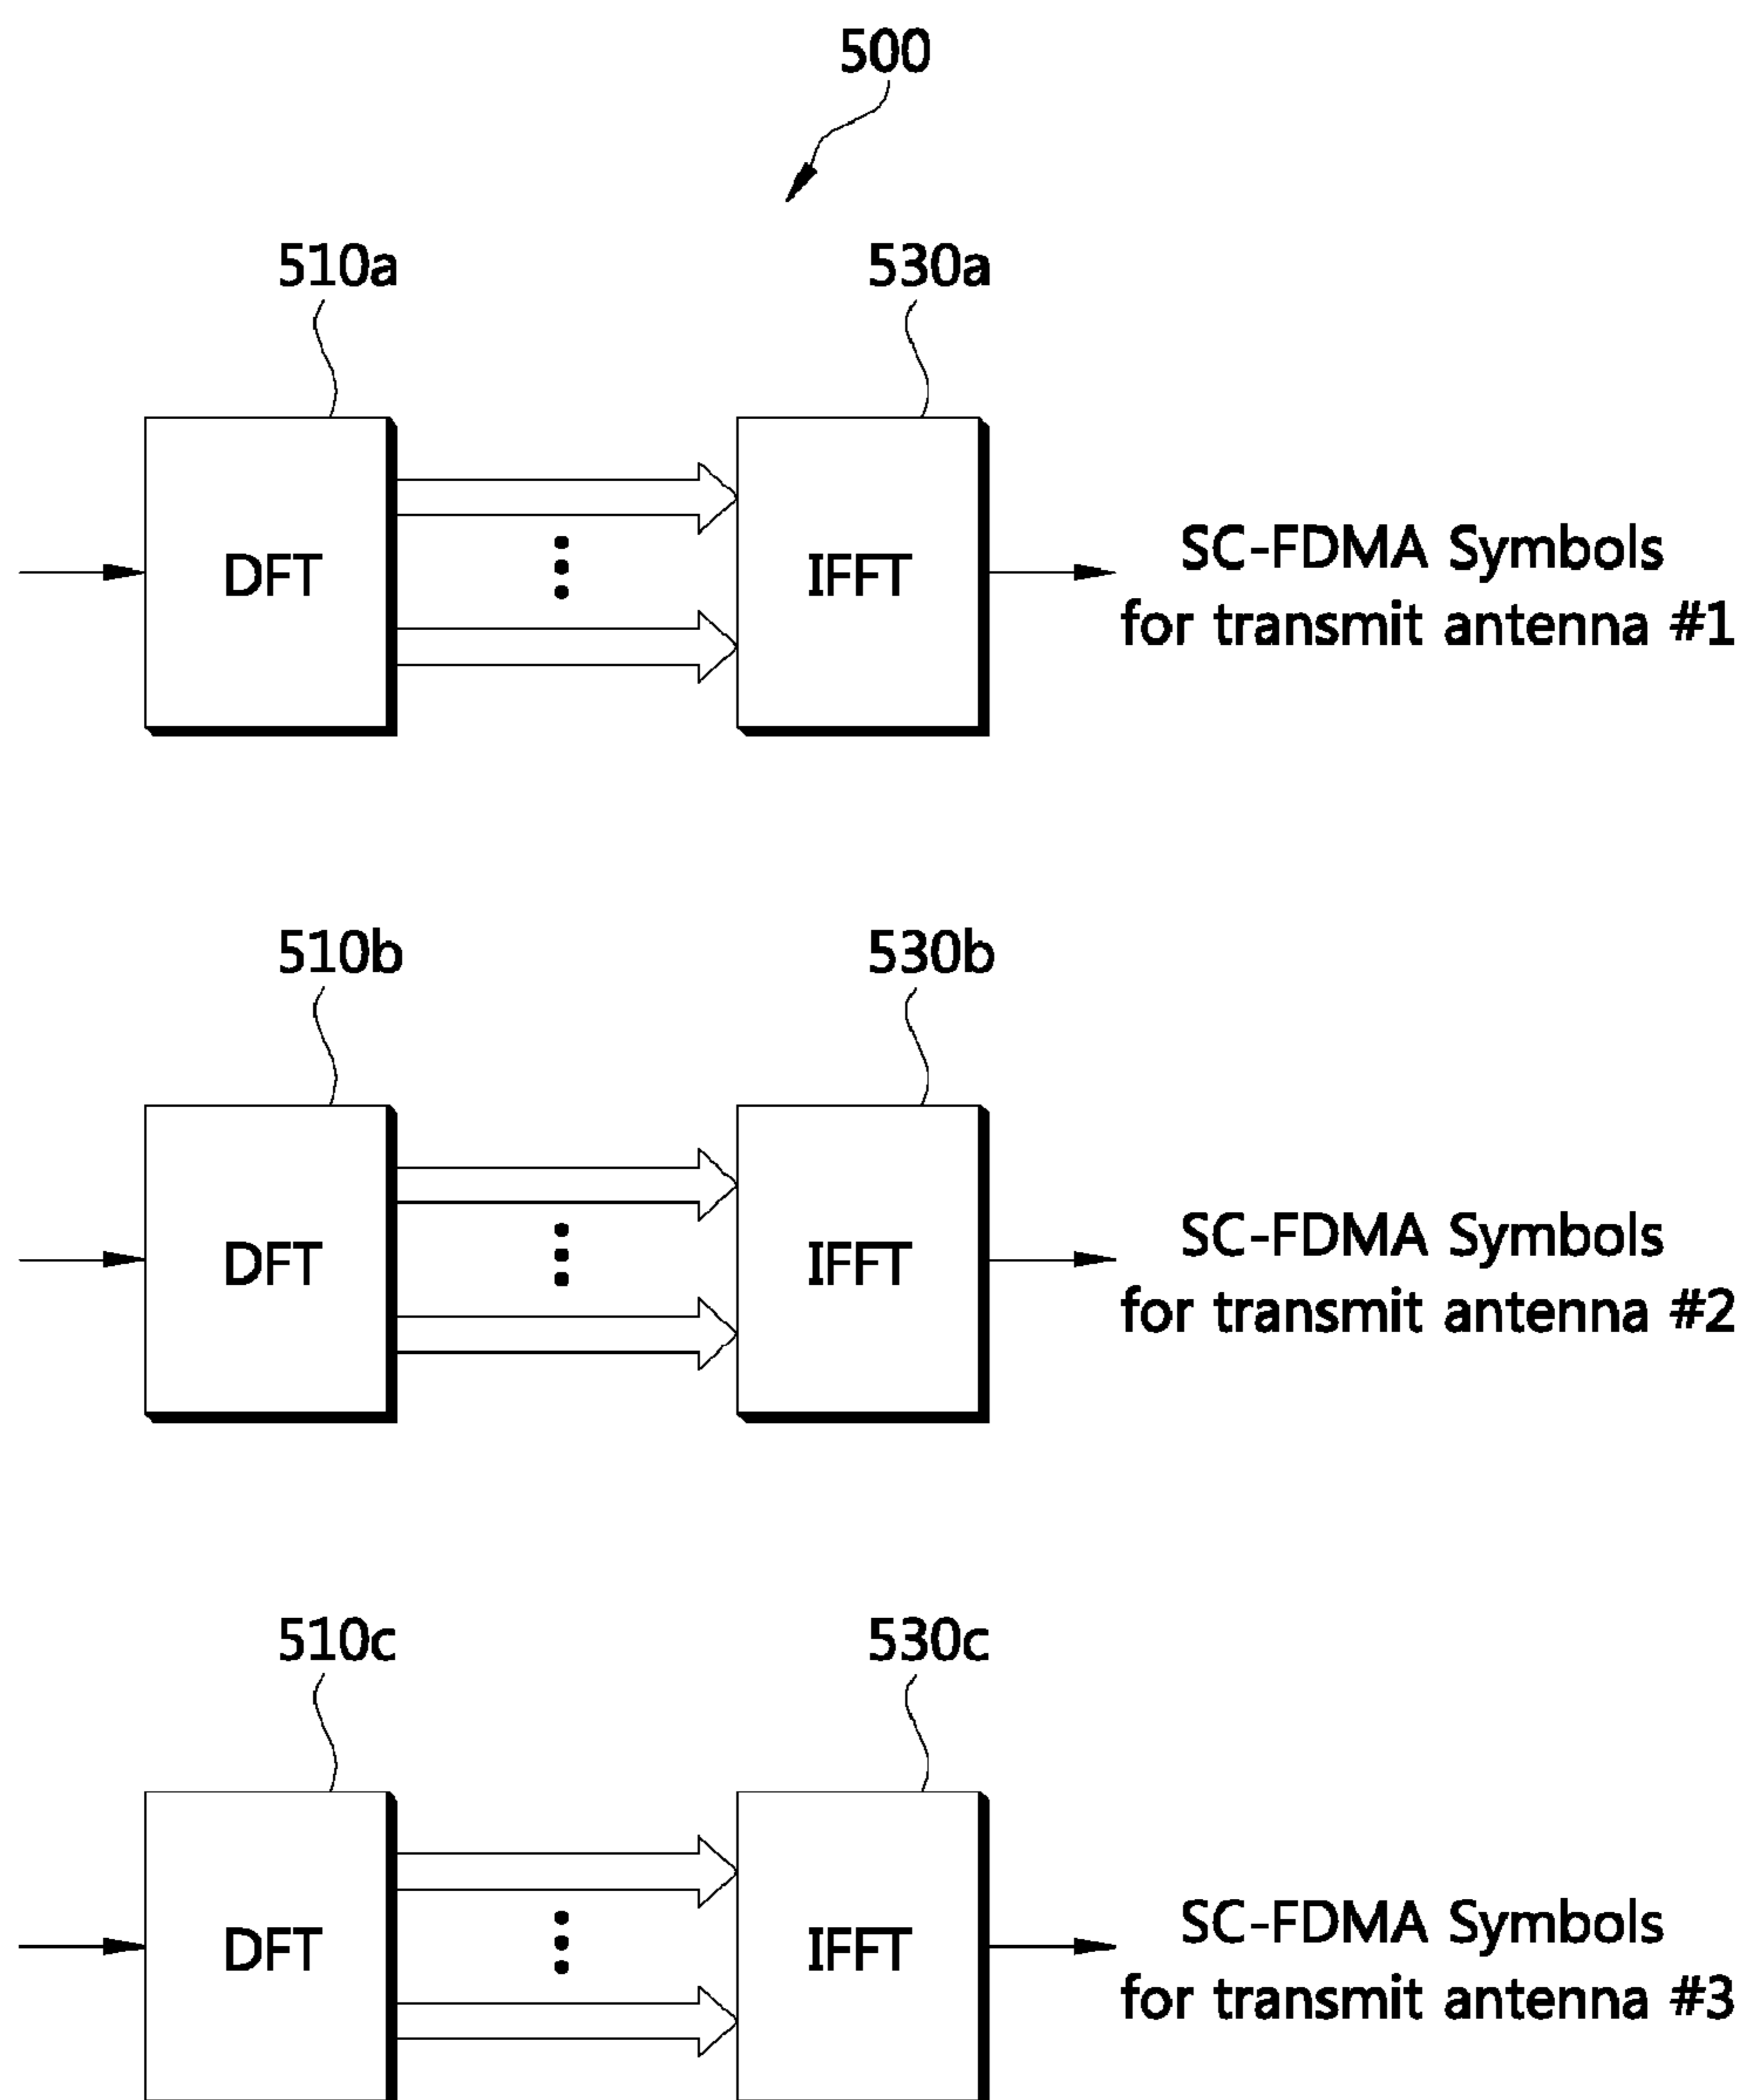 500
510a
530a
DFT
IFFT
SC-FDMA Symbols
for transmit antenna #1
510b
530b
DFT
IFFT
SC-FDMA Symbols
for transmit antenna #2
510c
530c
DFT
IFFT
SC-FDMA Symbols
for transmit antenna #3